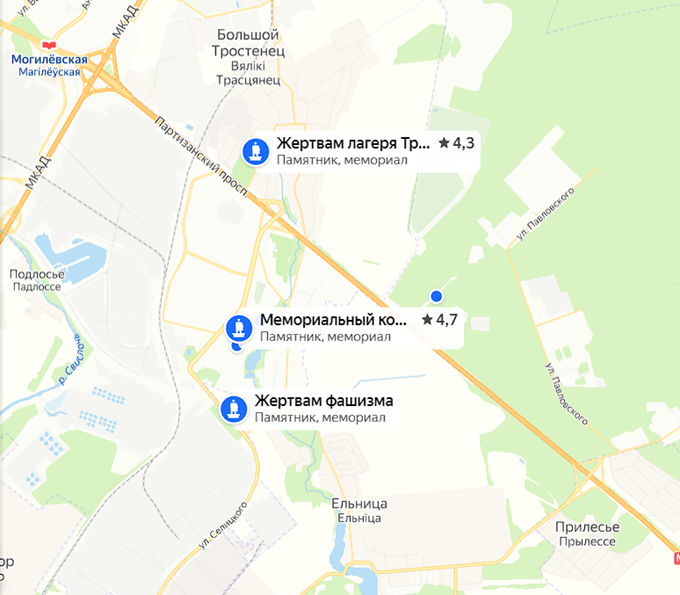 МКАД
Могилёвская
Магілёўская
Большой
Тростенец
Вялікі
Трасцянец
Партизанский просп.
Жертвам лагеря Тр... ★ 4,3
Памятник, мемориал
МКАД
ул. Павловского
Подлосье
Падлоссе
Мемориальный ко... ★ 4,7
Памятник, мемориал
р. Свислочь
ул. Павловского
Жертвам фашизма
Памятник, мемориал
Ельница
Ельніца
ул. Селицкого
Прилесье
Прылессе